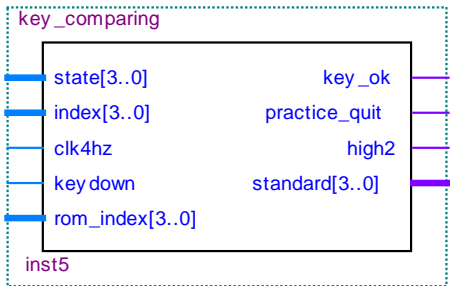 key_comparing
state[3..0] key_ok
index[3..0] practice_quit
clk4hz high2
keydown standard[3..0]
rom_index[3..0]
inst5